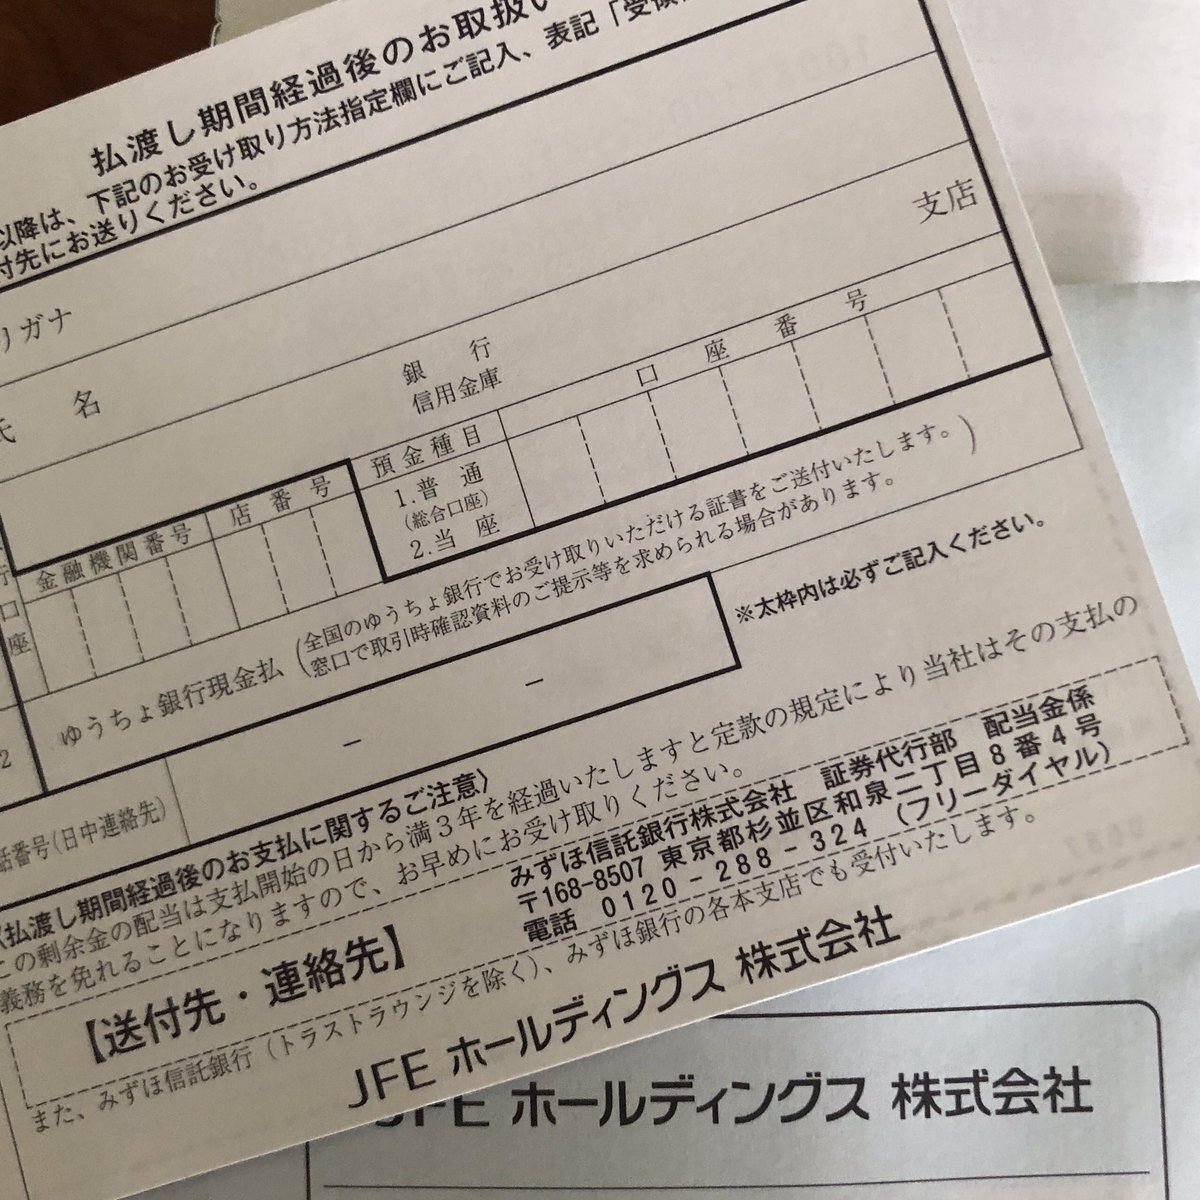 払渡し期間経過後のお取扱い
以降は、下記のお受け取り方法指定欄にご記入、表記「受領
付先にお送りください。
リガナ
氏 名
銀 行
信用金庫
支店
金融機関番号
店番号
預金種目
口座番号
1.普 通
(総合口座)
2.当 座
行
口
座
2
ゆうちょ銀行現金払
(全国のゆうちょ銀行でお受け取りいただける証書をご送付いたします。
窓口で取引時確認資料のご提示等を求められる場合があります。)
話番号(日中連絡先)
－ －
※太枠内は必ずご記入ください。
〈払渡し期間経過後のお支払に関するご注意〉
この剰余金の配当は支払開始の日から満3年を経過いたしますと定款の規定により当社はその支払の
義務を免れることになりますので、お早めにお受け取りください。
【送付先・連絡先】
みずほ信託銀行株式会社 証券代行部 配当金係
〒168-8507 東京都杉並区和泉二丁目8番4号
電話 0120-288-324 (フリーダイヤル)
また、みずほ信託銀行(トラストラウンジを除く)、みずほ銀行の各本支店でも受付いたします。
JFE ホールディングス 株式会社
JFE ホールディングス 株式会社